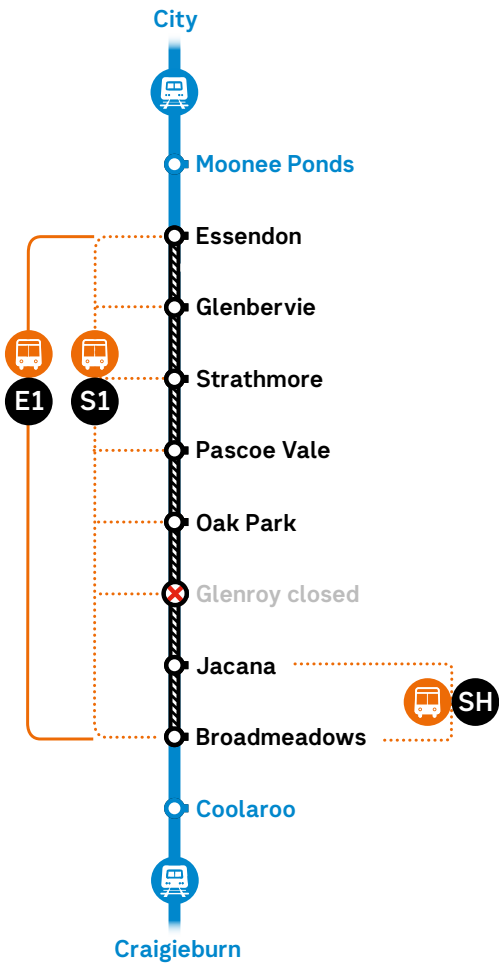 City
Moonee Ponds
Essendon
Glenbervie
Strathmore
E1
S1
Pascoe Vale
Oak Park
Glenroy closed
Jacana
SH
Broadmeadows
Coolaroo
Craigieburn